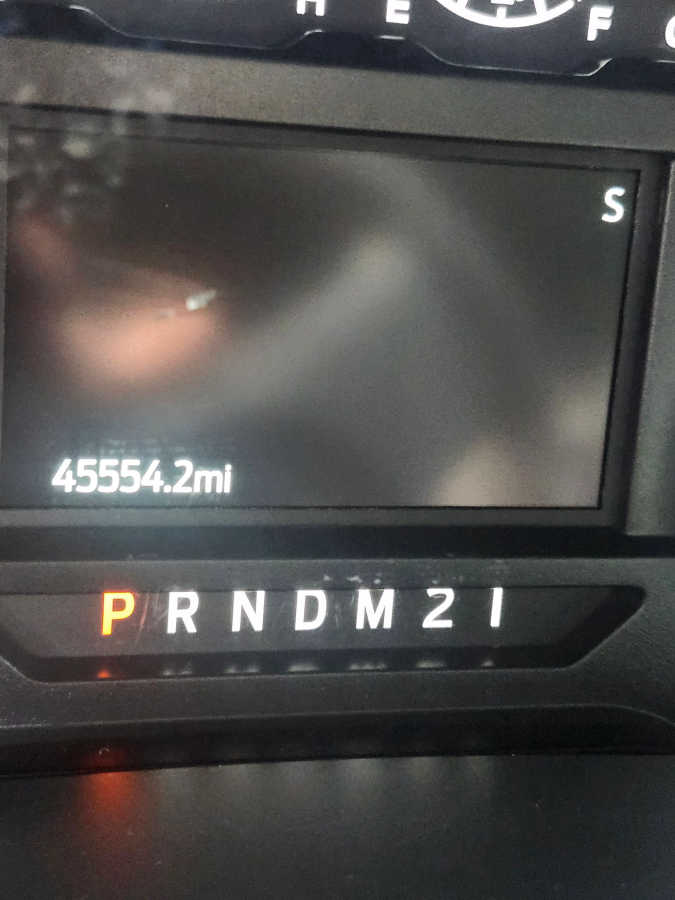 H E F
S
45554.2mi
P R N D M 2 1